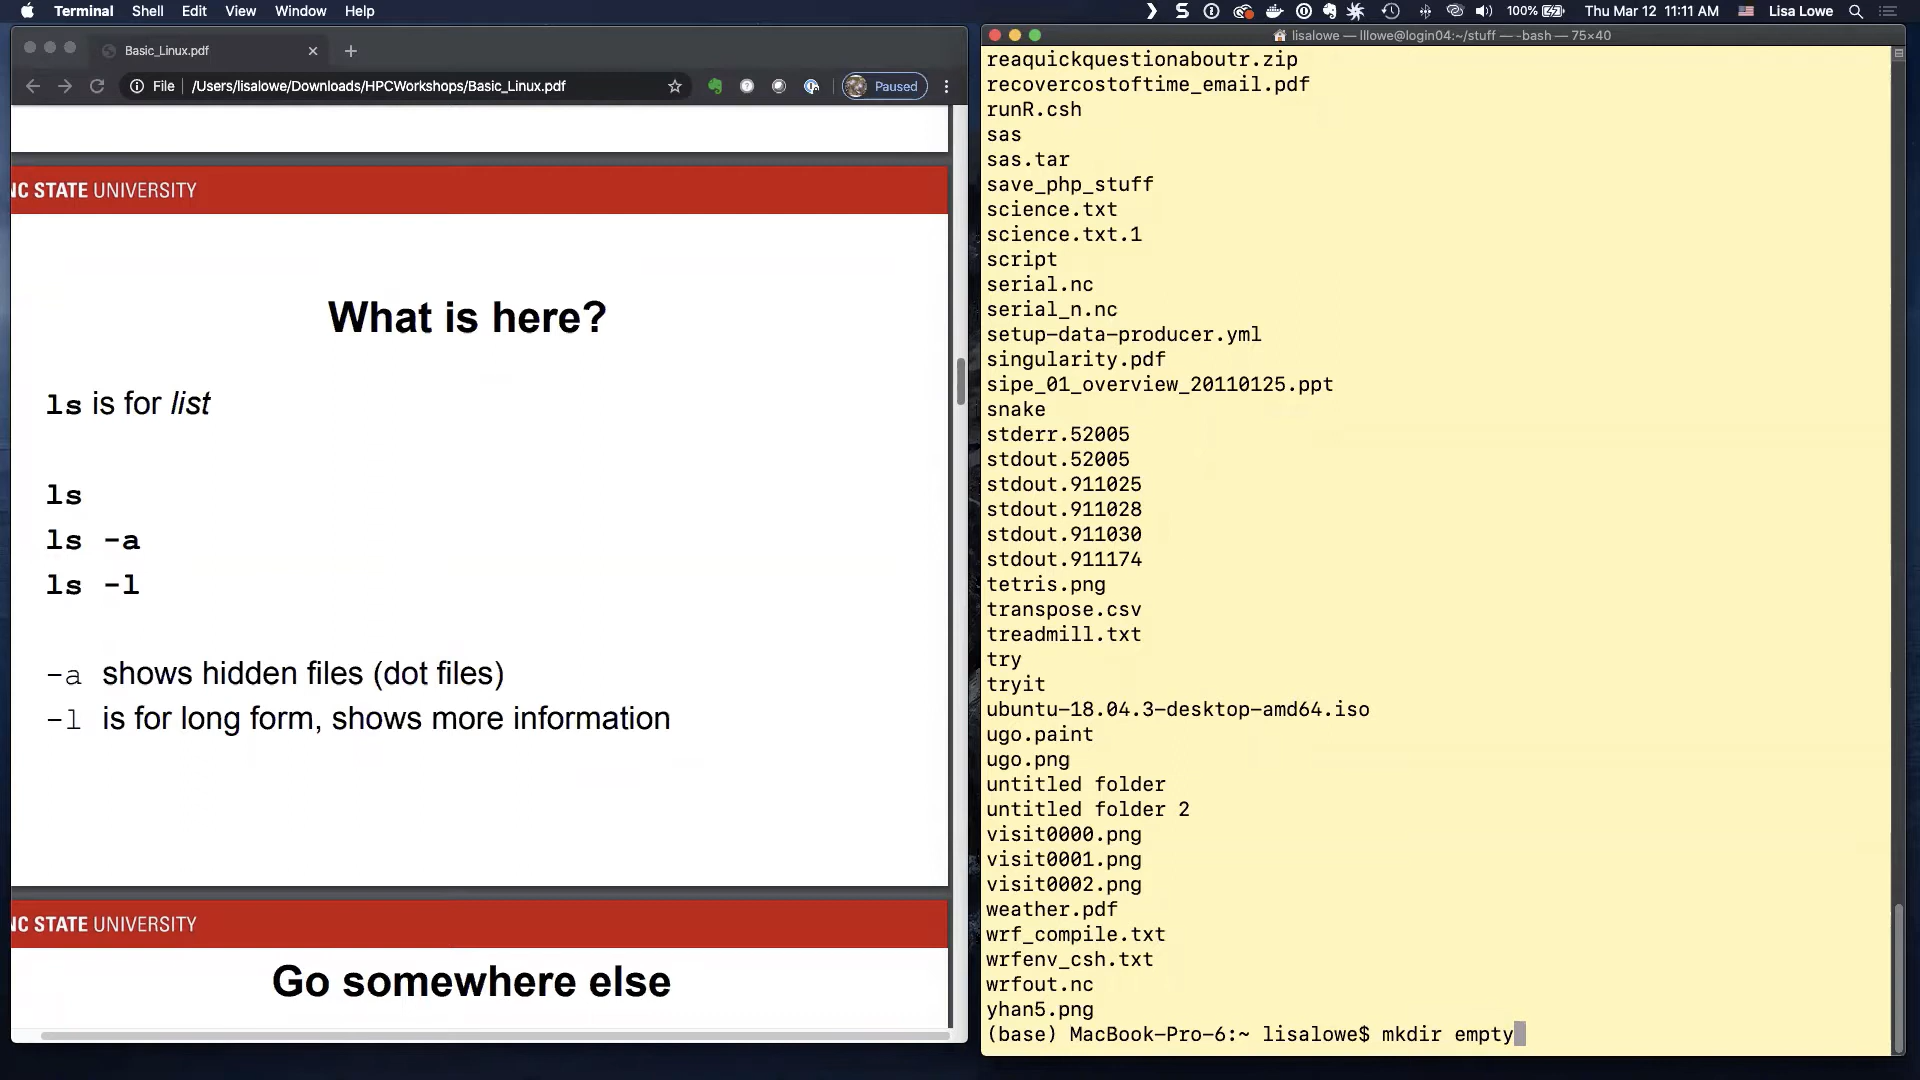 Terminal Shell Edit View Window Help
100% Thu Mar 12 11:11 AM Lisa Lowe
Basic_Linux.pdf
File /Users/lisalowe/Downloads/HPCWorkshops/Basic_Linux.pdf Paused
NC STATE UNIVERSITY
What is here?
ls is for list
ls
ls -a
ls -l
-a shows hidden files (dot files)
-l is for long form, shows more information
NC STATE UNIVERSITY
Go somewhere else
lisalowe — lllowe@login04:~/stuff — -bash — 75×40
reaquickquestionaboutr.zip
recovercostoftime_email.pdf
runR.csh
sas
sas.tar
save_php_stuff
science.txt
science.txt.1
script
serial.nc
serial_n.nc
setup-data-producer.yml
singularity.pdf
sipe_01_overview_20110125.ppt
snake
stderr.52005
stdout.52005
stdout.911025
stdout.911028
stdout.911030
stdout.911174
tetris.png
transpose.csv
treadmill.txt
try
tryit
ubuntu-18.04.3-desktop-amd64.iso
ugo.paint
ugo.png
untitled folder
untitled folder 2
visit0000.png
visit0001.png
visit0002.png
weather.pdf
wrf_compile.txt
wrfenv_csh.txt
wrfout.nc
yhan5.png
(base) MacBook-Pro-6:~ lisalowe$ mkdir empty